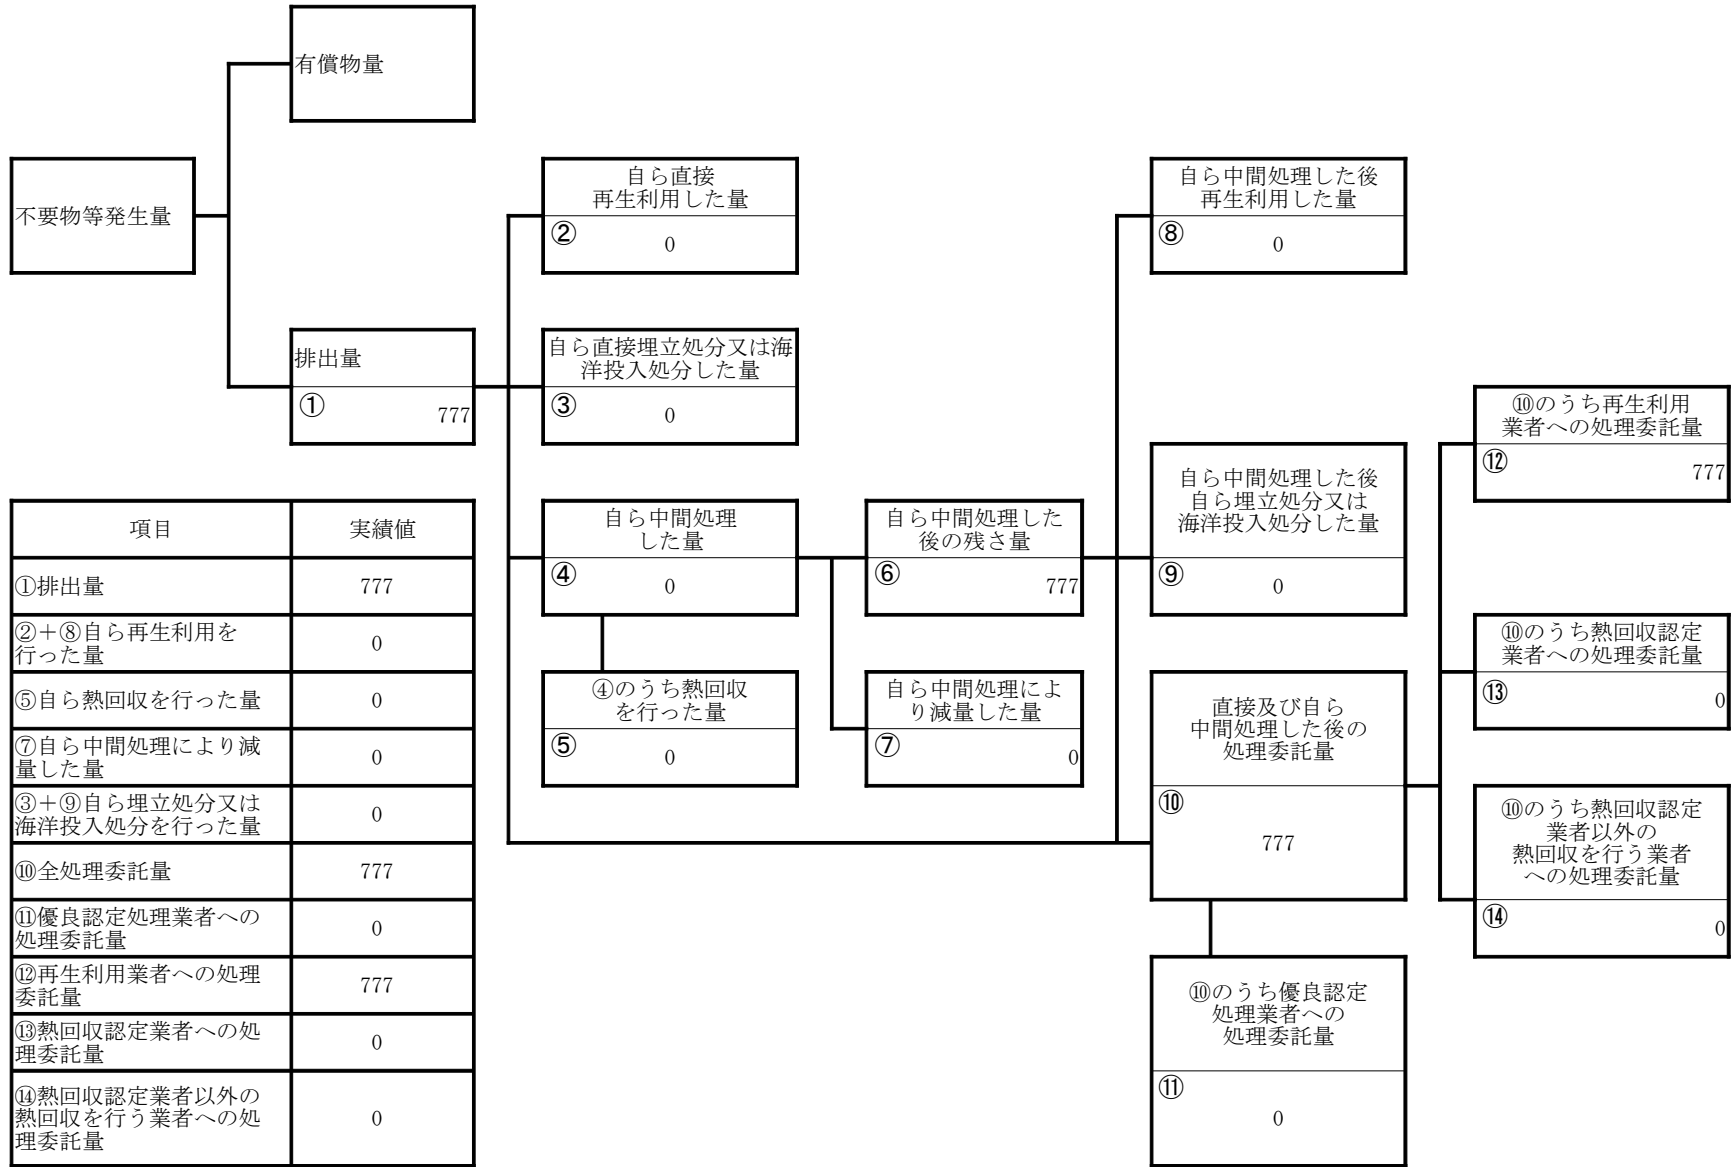 有償物量
不要物等発生量
自ら直接
再生利用した量
②
0
自ら中間処理した後
再生利用した量
⑧
0
排出量
①
777
自ら直接埋立処分又は海
洋投入処分した量
③
0
⑩のうち再生利用
業者への処理委託量
⑫
777
自ら中間処理
した量
④
0
自ら中間処理した
後の残さ量
⑥
777
自ら中間処理した後
自ら埋立処分又は
海洋投入処分した量
⑨
0
⑩のうち熱回収認定
業者への処理委託量
⑬
0
④のうち熱回収
を行った量
⑤
0
自ら中間処理によ
り減量した量
⑦
0
直接及び自ら
中間処理した後の
処理委託量
⑩
777
⑩のうち熱回収認定
業者以外の
熱回収を行う業者
への処理委託量
⑭
0
⑩のうち優良認定
処理業者への
処理委託量
⑪
0
項目 実績値
①排出量 777
②＋⑧自ら再生利用を
行った量 0
⑤自ら熱回収を行った量 0
⑦自ら中間処理により減
量した量 0
③＋⑨自ら埋立処分又は
海洋投入処分を行った量 0
⑩全処理委託量 777
⑪優良認定処理業者への
処理委託量 0
⑫再生利用業者への処理
委託量 777
⑬熱回収認定業者への処
理委託量 0
⑭熱回収認定業者以外の
熱回収を行う業者への処
理委託量 0